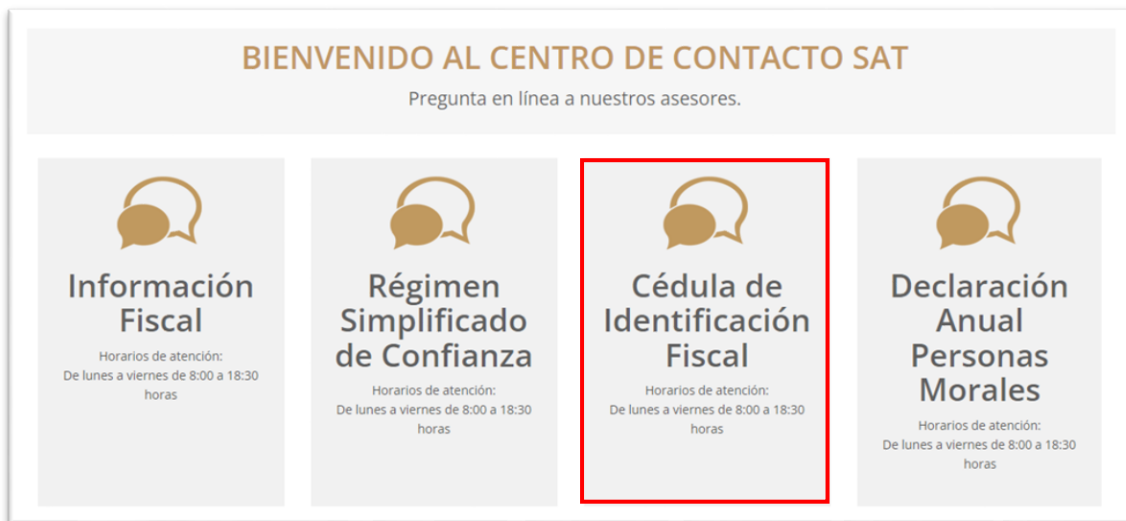 BIENVENIDO AL CENTRO DE CONTACTO SAT
Pregunta en línea a nuestros asesores.
Información
Fiscal
Horarios de atención:
De lunes a viernes de 8:00 a 18:30
horas
Régimen
Simplificado
de Confianza
Horarios de atención:
De lunes a viernes de 8:00 a 18:30
horas
Cédula de
Identificación
Fiscal
Horarios de atención:
De lunes a viernes de 8:00 a 18:30
horas
Declaración
Anual
Personas
Morales
Horarios de atención:
De lunes a viernes de 8:00 a 18:30
horas